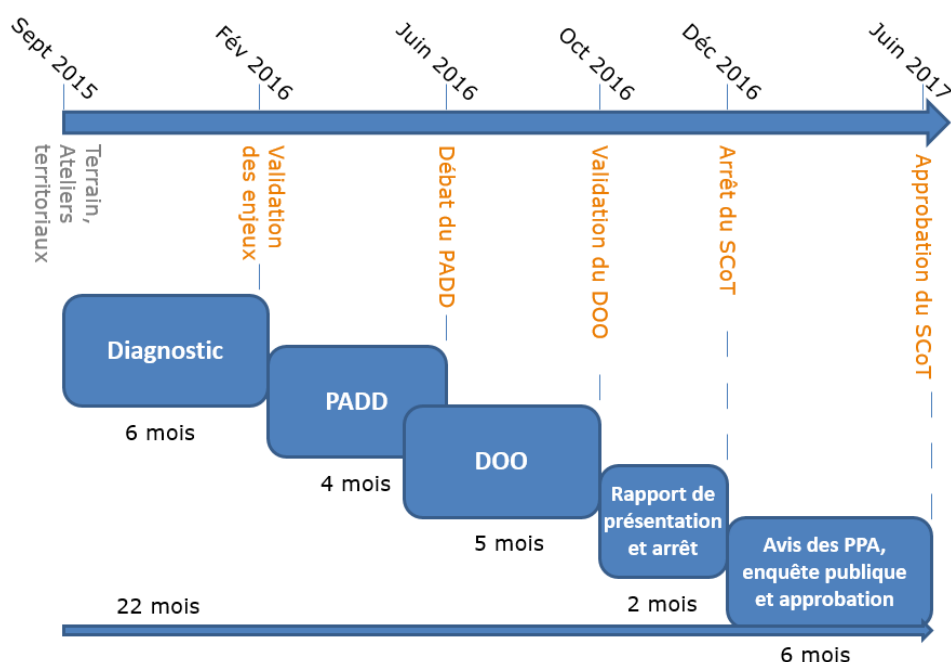 Sept 2015
Fév 2016
Juin 2016
Oct 2016
Déc 2016
Juin 2017
Terrain,
Ateliers
territoriaux
Validation
des enjeux
Débat du PADD
Validation du DOO
Arrêt du SCoT
Approbation du SCoT
Diagnostic
6 mois
PADD
4 mois
DOO
5 mois
Rapport de
présentation
et arrêt
2 mois
Avis des PPA,
enquête publique
et approbation
6 mois
22 mois